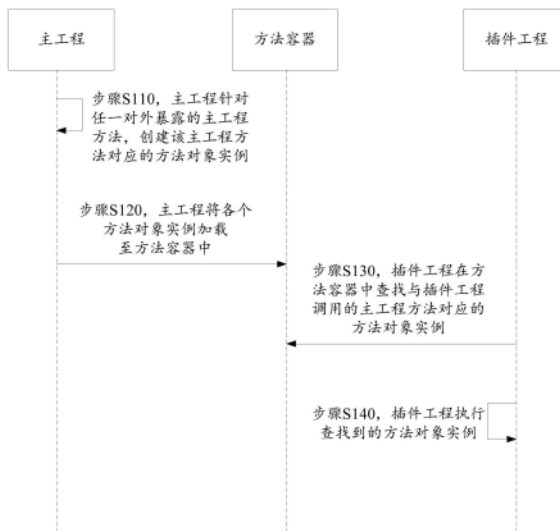 主工程
方法容器
插件工程
步骤S110，主工程针对
任一对外暴露的主工程
方法，创建该主工程方
法对应的方法对象实例
步骤S120，主工程将各个
方法对象实例加载
至方法容器中
步骤S130，插件工程在方
法容器中查找与插件工程
调用的主工程方法对应的
方法对象实例
步骤S140，插件工程执行
查找到的方法对象实例